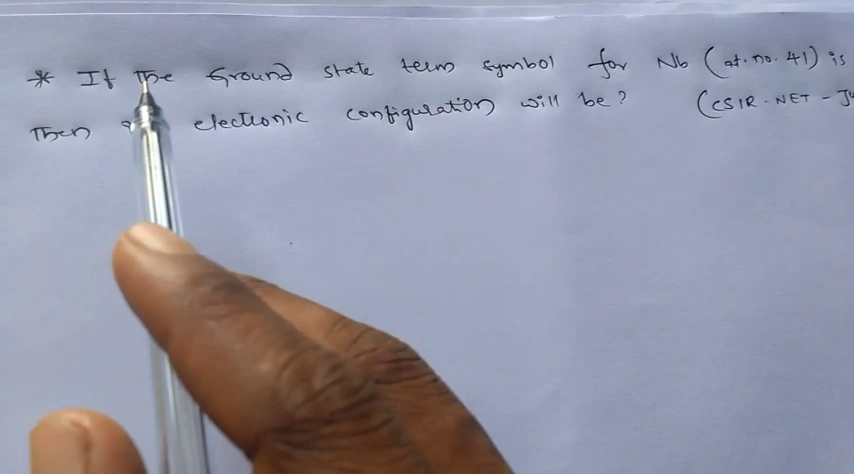 * If the Ground state term symbol for Nb (at. no. 41) is
Then electronic configuration will be? (CSIR-NET-Ju